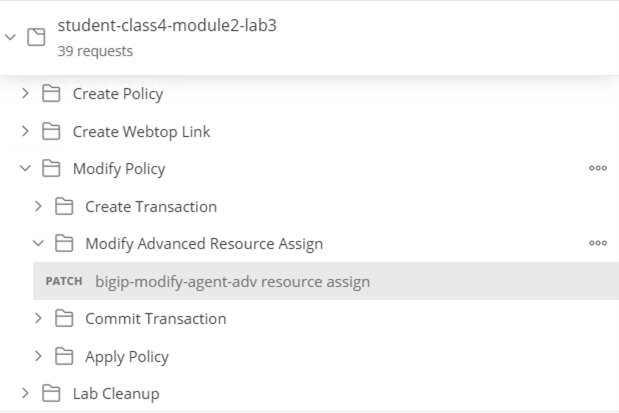 student-class4-module2-lab3
39 requests
Create Policy
Create Webtop Link
Modify Policy
Create Transaction
Modify Advanced Resource Assign
PATCH bigip-modify-agent-adv resource assign
Commit Transaction
Apply Policy
Lab Cleanup